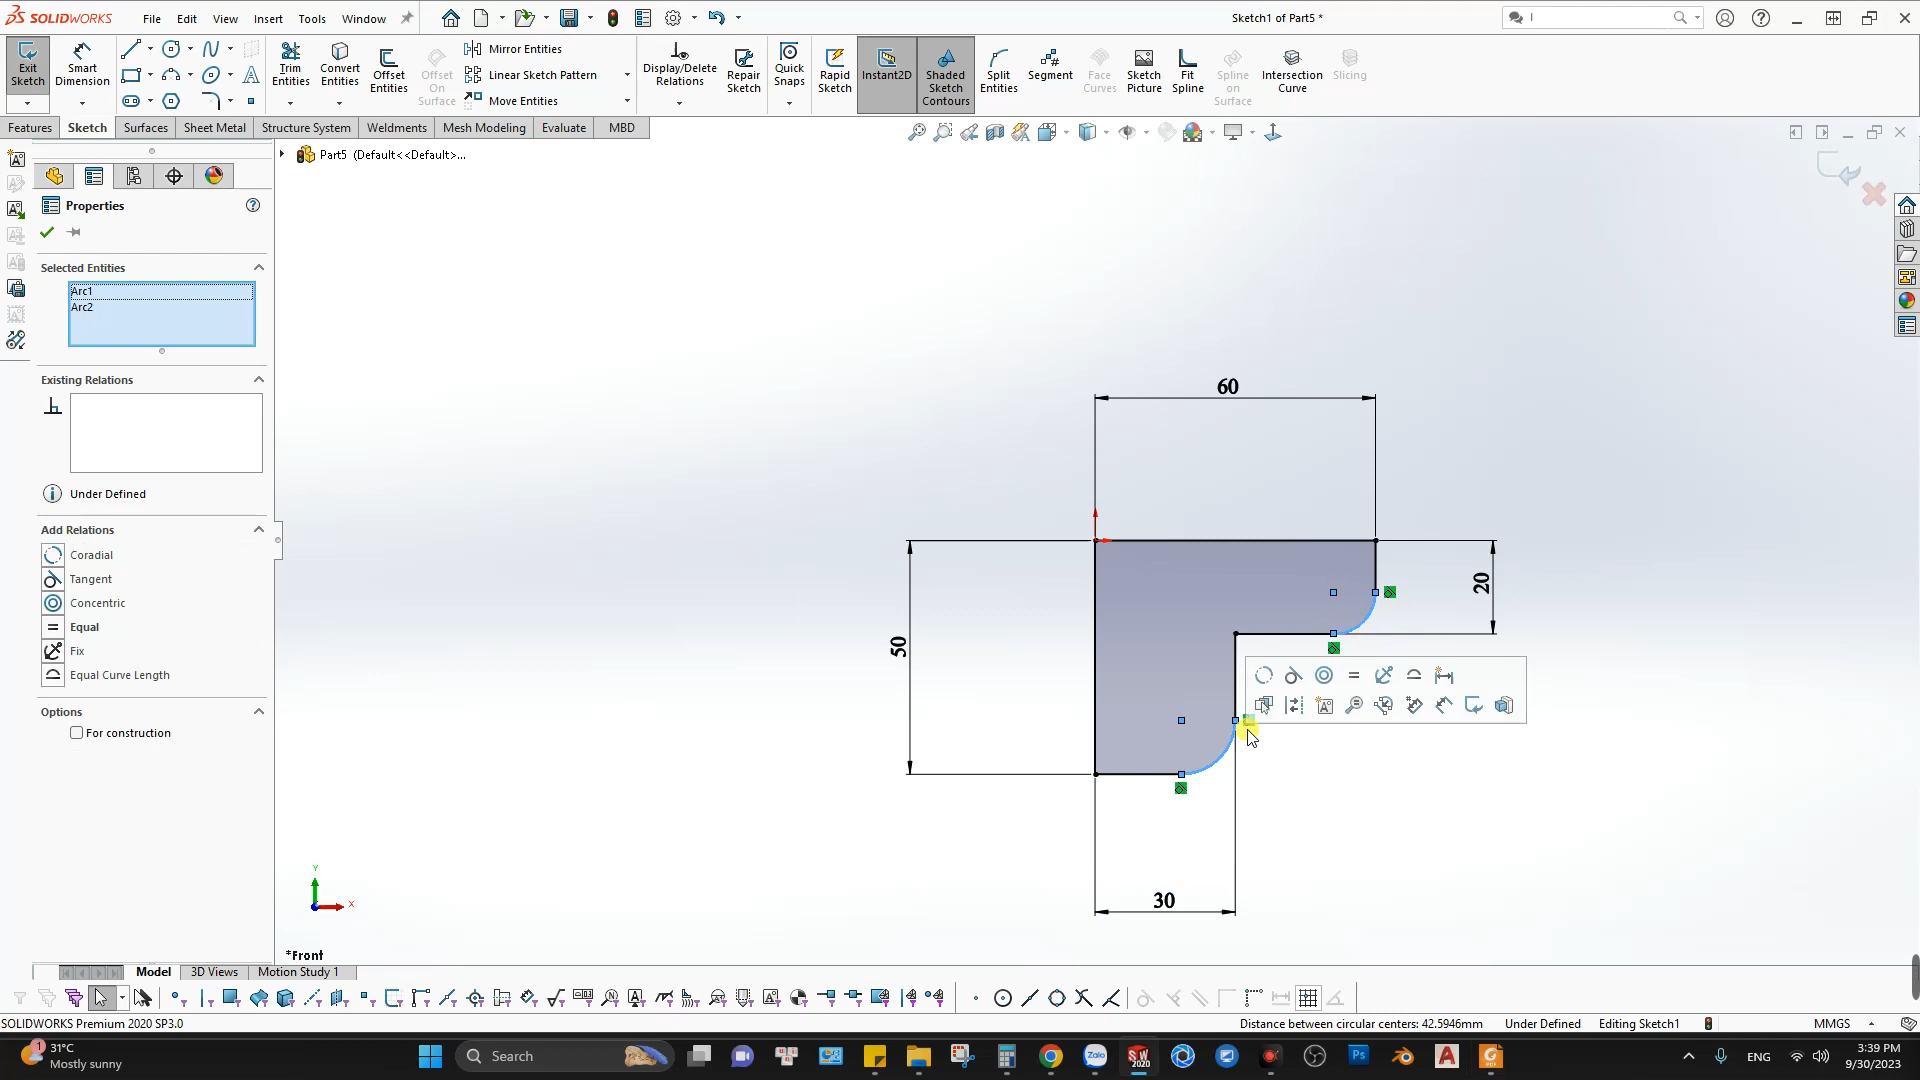 SOLIDWORKS File Edit View Insert Tools Window Sketch1 of Part5 * l
Exit Sketch Smart Dimension Trim Entities Convert Entities Offset Entities Offset On Surface Mirror Entities Linear Sketch Pattern Move Entities Display/Delete Relations Repair Sketch Quick Snaps Rapid Sketch Instant2D Shaded Sketch Contours Split Entities Segment Face Curves Sketch Picture Fit Spline Spline on Surface Intersection Curve Slicing
Features Sketch Surfaces Sheet Metal Structure System Weldments Mesh Modeling Evaluate MBD
Part5 (Default<<Default>...
Properties
Selected Entities
Arc1
Arc2
Existing Relations
Under Defined
Add Relations
Coradial
Tangent
Concentric
Equal
Fix
Equal Curve Length
Options
For construction
60
20
50
30
Y
X
*Front
Model 3D Views Motion Study 1
SOLIDWORKS Premium 2020 SP3.0 Distance between circular centers: 42.5946mm Under Defined Editing Sketch1 MMGS
1 31°C
Mostly sunny
Search
Zalo
SW
2020
Ps
A
ENG
3:39 PM
9/30/2023